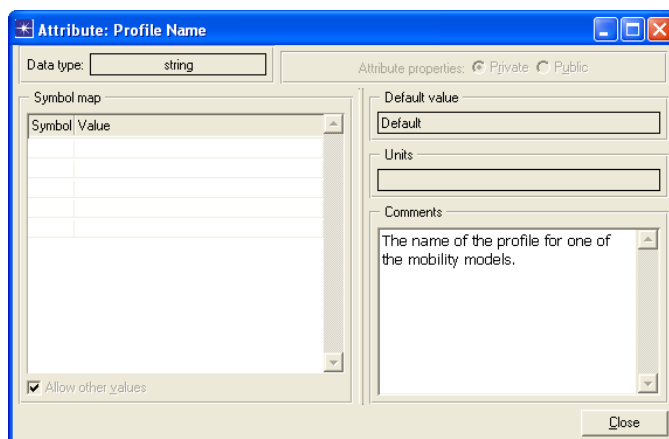 Attribute: Profile Name
Data type: string
Attribute properties: Private Public
Symbol map
Symbol Value
Allow other values
Default value
Default
Units
Comments
The name of the profile for one of
the mobility models.
Close